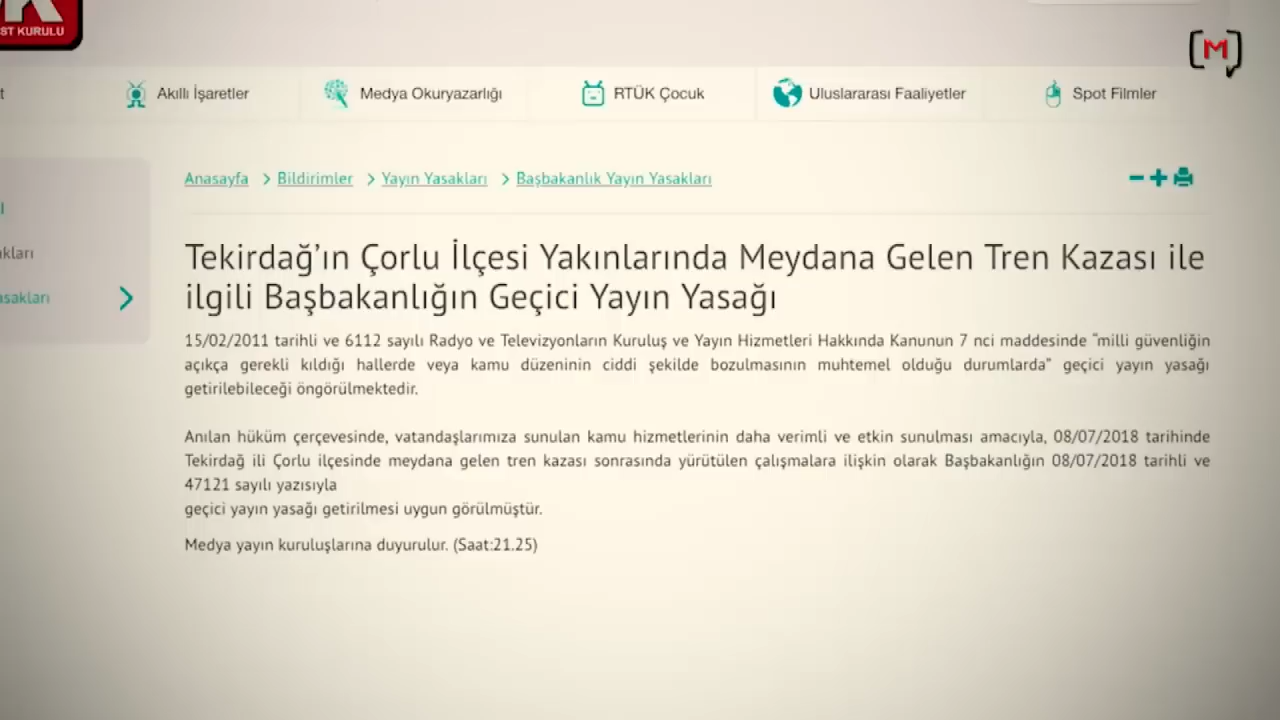 ST KURULU
M
t
Akıllı İşaretler
Medya Okuryazarlığı
RTÜK Çocuk
Uluslararası Faaliyetler
Spot Filmler
Anasayfa > Bildirimler > Yayın Yasakları > Başbakanlık Yayın Yasakları
Tekirdağ’ın Çorlu İlçesi Yakınlarında Meydana Gelen Tren Kazası ile
ilgili Başbakanlığın Geçici Yayın Yasağı
akları
asakları
15/02/2011 tarihli ve 6112 sayılı Radyo ve Televizyonların Kuruluş ve Yayın Hizmetleri Hakkında Kanunun 7 nci maddesinde “milli güvenliğin
açıkça gerekli kıldığı hallerde veya kamu düzeninin ciddi şekilde bozulmasının muhtemel olduğu durumlarda” geçici yayın yasağı
getirilebileceği öngörülmektedir.
Anılan hüküm çerçevesinde, vatandaşlarımıza sunulan kamu hizmetlerinin daha verimli ve etkin sunulması amacıyla, 08/07/2018 tarihinde
Tekirdağ ili Çorlu ilçesinde meydana gelen tren kazası sonrasında yürütülen çalışmalara ilişkin olarak Başbakanlığın 08/07/2018 tarihli ve
47121 sayılı yazısıyla
geçici yayın yasağı getirilmesi uygun görülmüştür.
Medya yayın kuruluşlarına duyurulur. (Saat:21.25)